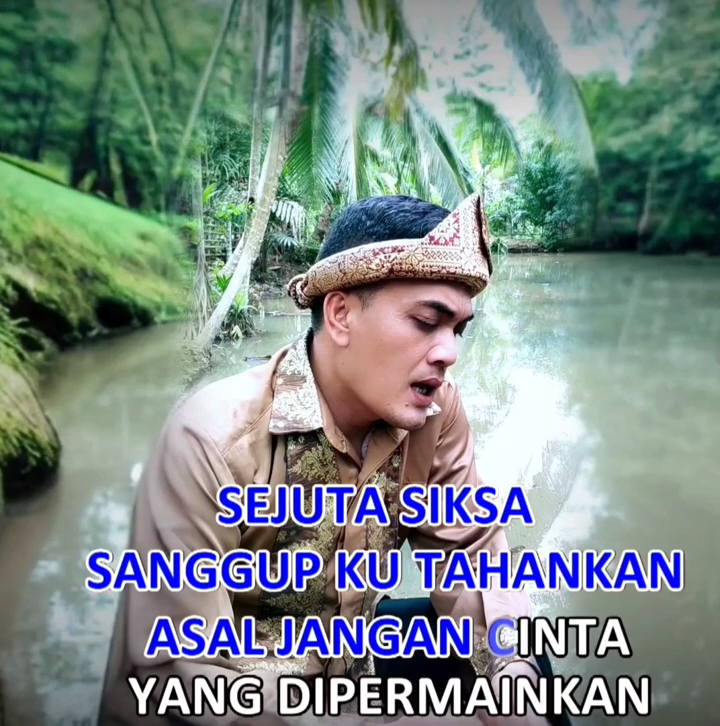 SEJUTA SIKSA
SANGGUP KU TAHANKAN
ASAL JANGAN CINTA
YANG DIPERMAINKAN